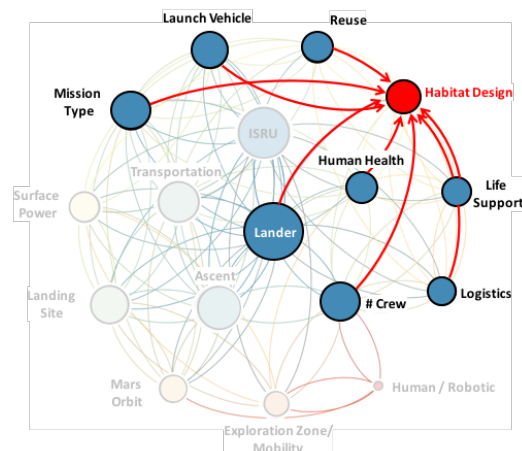 Launch Vehicle
Reuse
Mission
Type
Habitat Design
ISRU
Human Health
Transportation
Surface
Power
Life
Support
Lander
Ascent
Landing
Site
# Crew
Logistics
Mars
Orbit
Human / Robotic
Exploration Zone/
Mobility